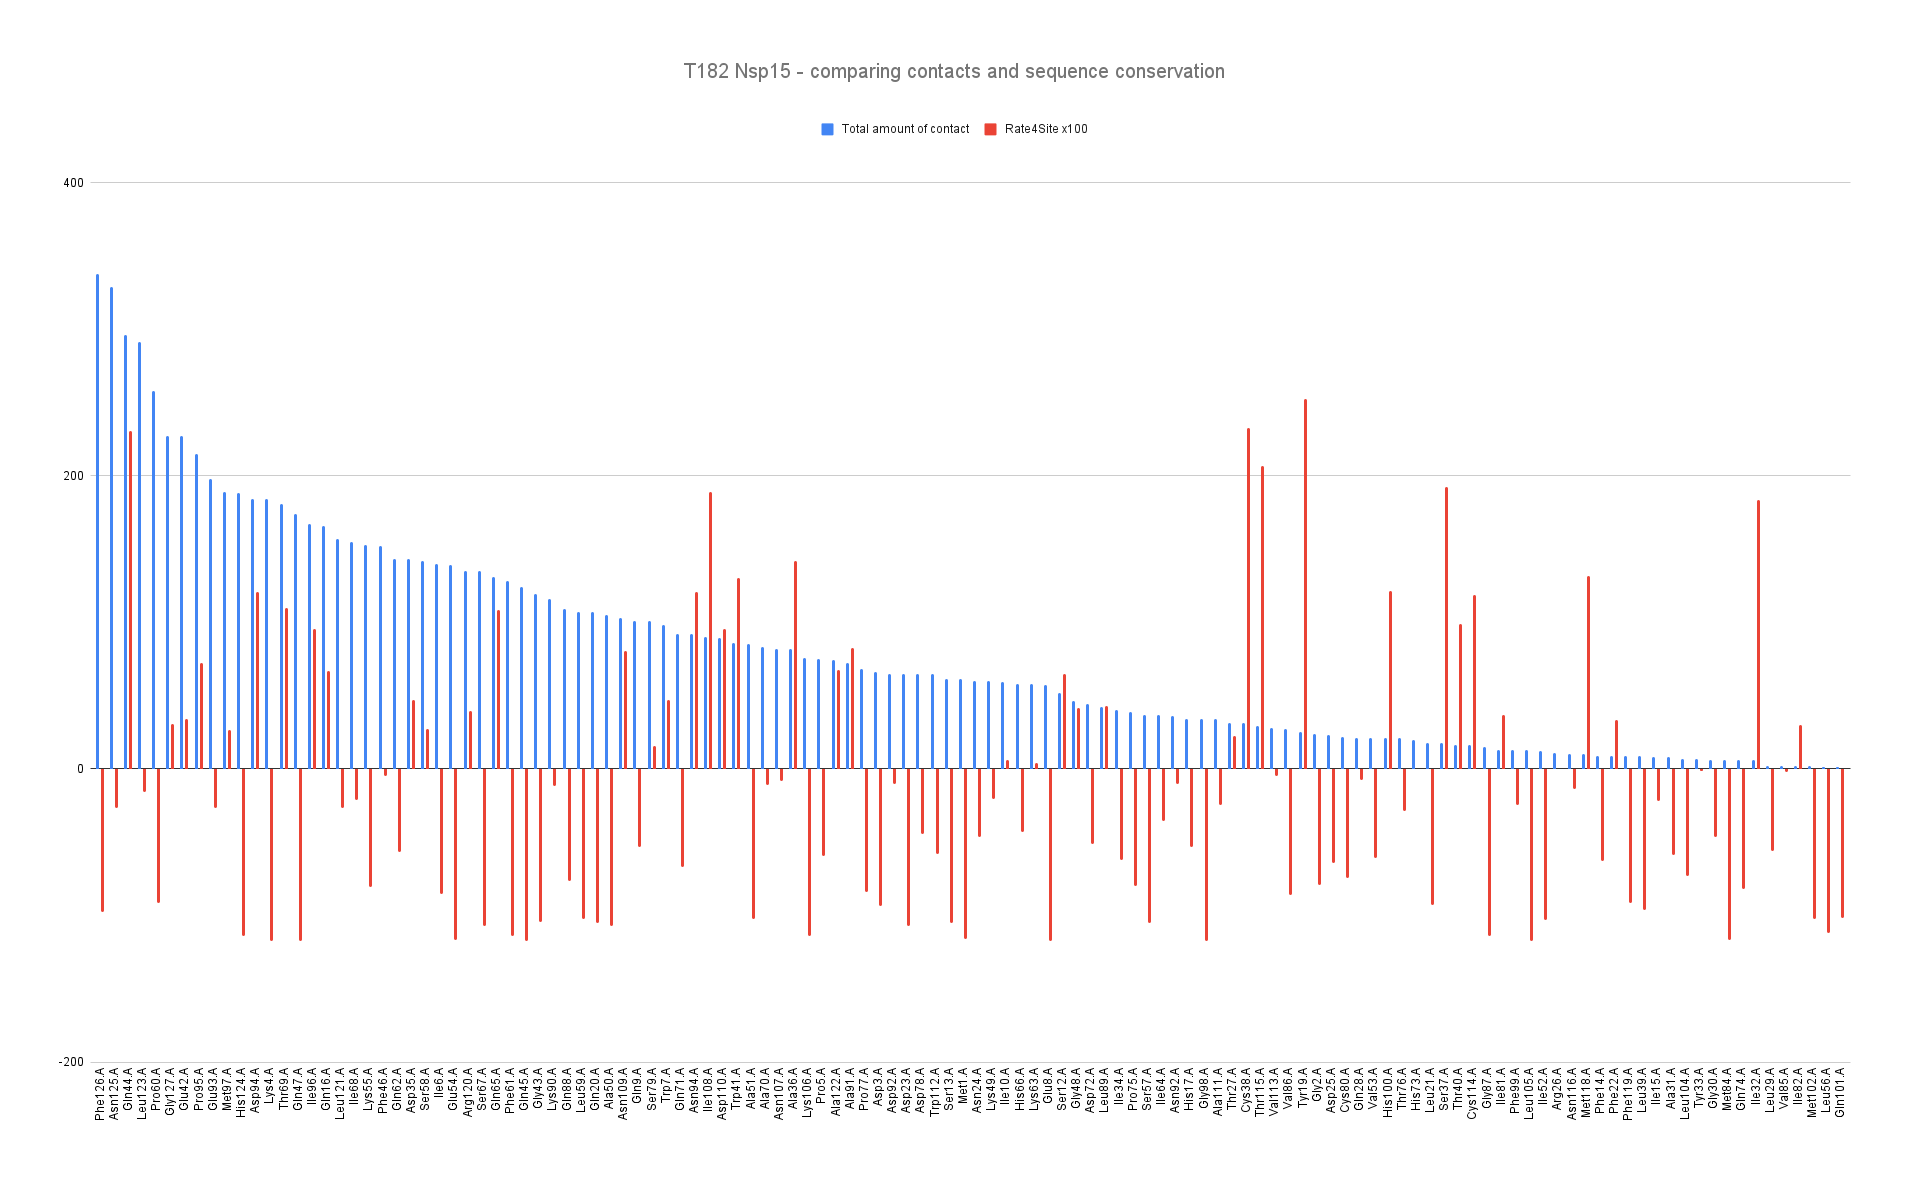 T182 Nsp15 - comparing contacts and sequence conservation
Total amount of contact
Rate4Site x100
400
200
0
-200
Phe126.A
Asn125.A
Gln44.A
Leu123.A
Pro60.A
Gly127.A
Glu42.A
Pro95.A
Glu93.A
Met97.A
His124.A
Asp94.A
Lys4.A
Thr69.A
Gln47.A
Ile96.A
Gln16.A
Leu121.A
Ile68.A
Lys55.A
Phe46.A
Gln62.A
Asp35.A
Ser58.A
Ile6.A
Glu54.A
Arg120.A
Ser67.A
Gln65.A
Phe61.A
Gln45.A
Gly43.A
Lys90.A
Gln88.A
Leu59.A
Gln20.A
Ala50.A
Asn109.A
Gln9.A
Ser79.A
Trp7.A
Gln71.A
Asn94.A
Ile108.A
Asp110.A
Trp41.A
Ala51.A
Ala70.A
Asn107.A
Ala36.A
Lys106.A
Pro5.A
Ala122.A
Ala91.A
Pro77.A
Asp3.A
Asp92.A
Asp23.A
Asp78.A
Trp112.A
Ser13.A
Met1.A
Asn24.A
Lys49.A
Ile10.A
His66.A
Lys63.A
Glu8.A
Ser12.A
Gly48.A
Asp72.A
Leu89.A
Ile34.A
Pro75.A
Ser57.A
Ile64.A
Asn92.A
His17.A
Gly98.A
Ala111.A
Thr27.A
Cys38.A
Thr115.A
Val113.A
Val86.A
Tyr19.A
Gly2.A
Asp25.A
Cys80.A
Gln28.A
Val53.A
His100.A
Thr76.A
His73.A
Leu21.A
Ser37.A
Thr40.A
Cys114.A
Gly87.A
Ile81.A
Phe99.A
Leu105.A
Ile52.A
Arg26.A
Asn116.A
Met118.A
Phe14.A
Phe22.A
Phe119.A
Leu39.A
Ile15.A
Ala31.A
Leu104.A
Tyr33.A
Gly30.A
Met84.A
Gln74.A
Ile32.A
Leu29.A
Val85.A
Ile82.A
Met102.A
Leu56.A
Gln101.A